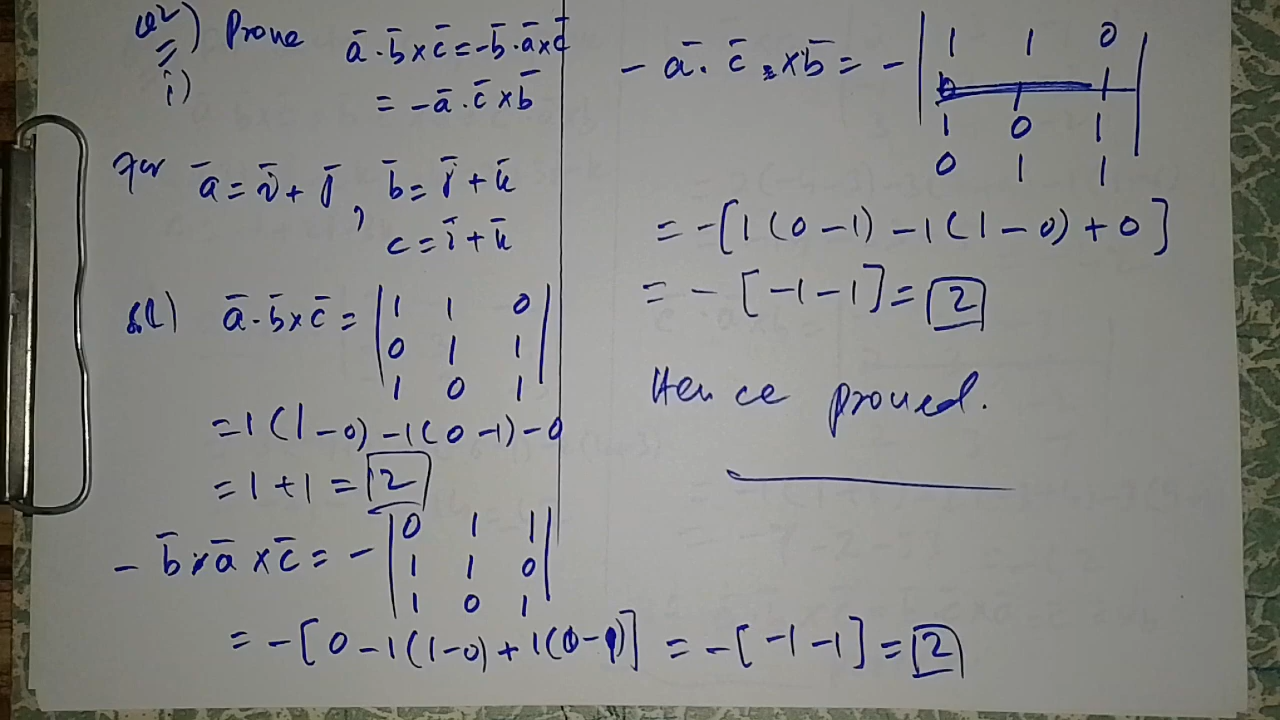 Q2) Prove a̅ . b̅ x c̅ = - b̅ . a̅ x c̅
i) = - a̅ . c̅ x b̅
For a̅ = i̅ + j̅ , b̅ = j̅ + k̅
c = i̅ + k̅
Sol) a̅ . b̅ x c̅ = | 1 1 0 |
| 0 1 1 |
| 1 0 1 |
= 1 (1 - 0) - 1 (0 - 1) - 0
= 1 + 1 = 2
- b̅ x a̅ x c̅ = - | 0 1 1 |
| 1 1 0 |
| 1 0 1 |
= - [ 0 - 1 (1 - 0) + 1 (0 - 1) ] = - [ - 1 - 1 ] = 2
- a̅ . c̅ x b̅ = - | 1 1 0 |
| 1 0 1 |
0 1 1
= - [ 1 ( 0 - 1 ) - 1 ( 1 - 0 ) + 0 ]
= - [ - 1 - 1 ] = 2
Hence proved.